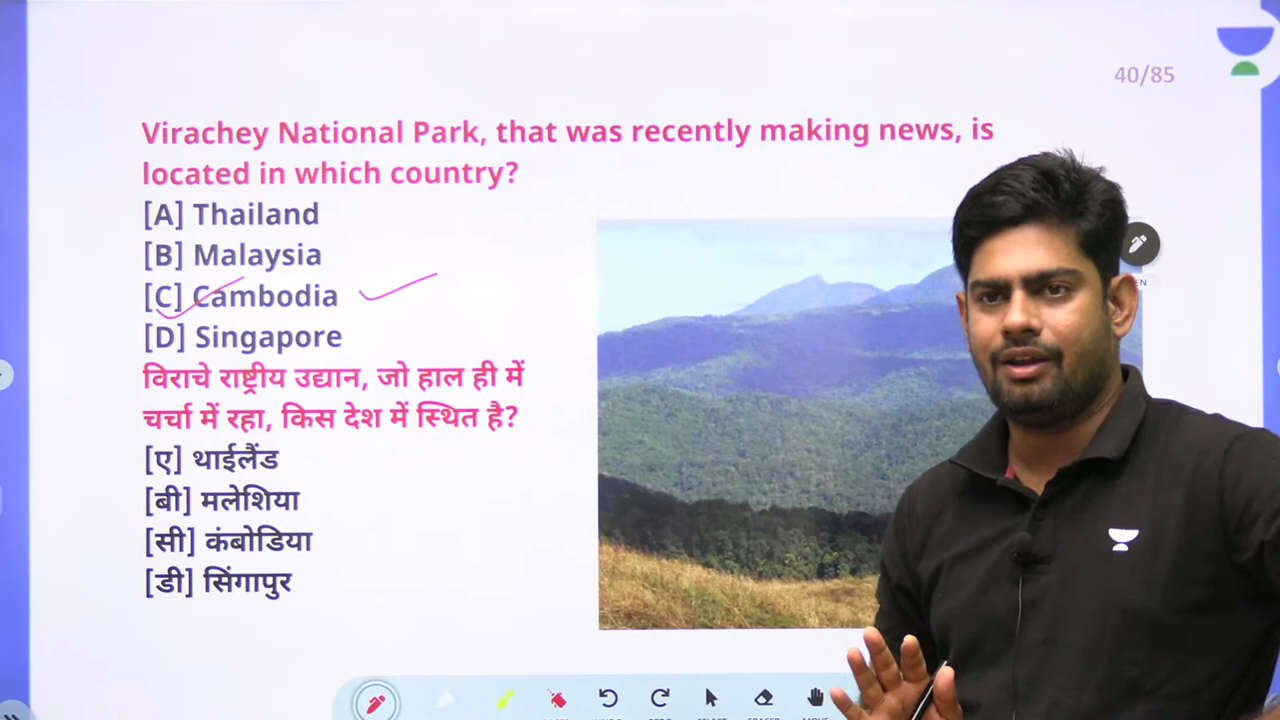 40/85
Virachey National Park, that was recently making news, is
located in which country?
[A] Thailand
[B] Malaysia
[C] Cambodia
[D] Singapore
विराचे राष्ट्रीय उद्यान, जो हाल ही में
चर्चा में रहा, किस देश में स्थित है?
[ए] थाईलैंड
[बी] मलेशिया
[सी] कंबोडिया
[डी] सिंगापुर